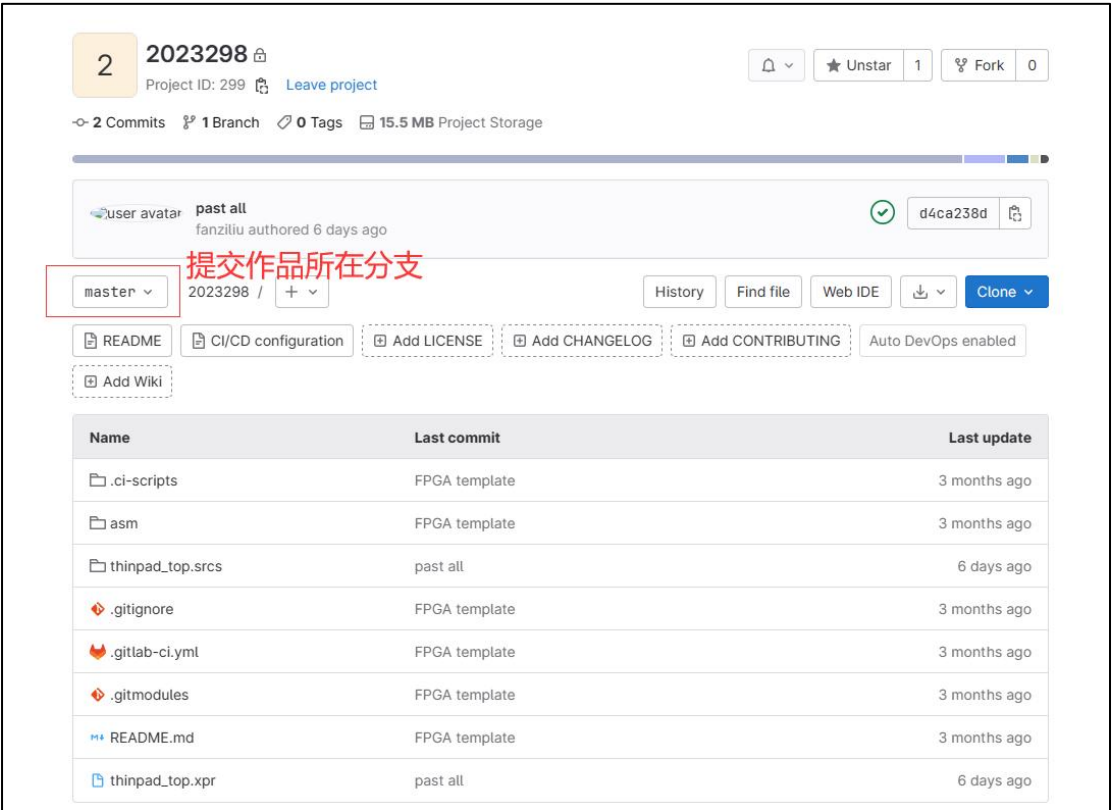 2 2023298
Project ID: 299 Leave project
Unstar 1 Fork 0
2 Commits 1 Branch 0 Tags 15.5 MB Project Storage
user avatar past all
fanziliu authored 6 days ago
d4ca238d
提交作品所在分支
master 2023298 / + History Find file Web IDE Clone
README CI/CD configuration Add LICENSE Add CHANGELOG Add CONTRIBUTING Auto DevOps enabled
Add Wiki
Name Last commit Last update
.ci-scripts FPGA template 3 months ago
asm FPGA template 3 months ago
thinpad_top.srcs past all 6 days ago
.gitignore FPGA template 3 months ago
.gitlab-ci.yml FPGA template 3 months ago
.gitmodules FPGA template 3 months ago
README.md FPGA template 3 months ago
thinpad_top.xpr past all 6 days ago